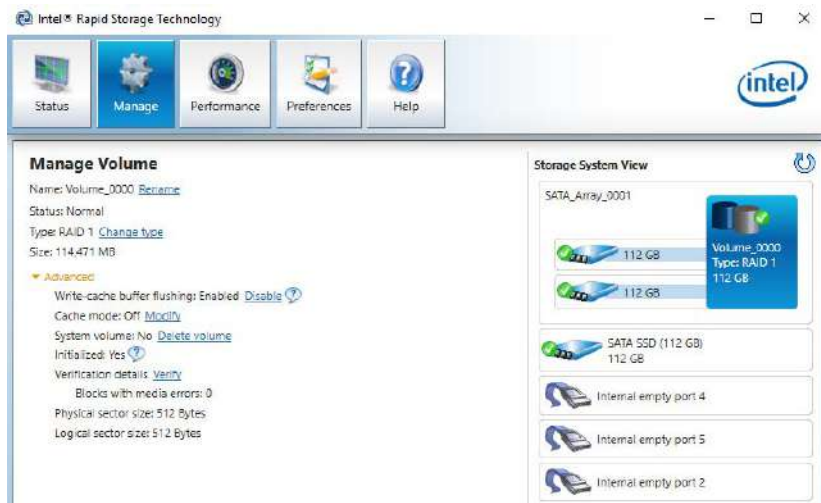 Intel® Rapid Storage Technology
Status
Manage
Performance
Preferences
Help
intel
Manage Volume
Name: Volume_0000 Rename
Status: Normal
Type: RAID 1 Change type
Size: 114,471 MB
Advanced
Write-cache buffer flushing: Enabled Disable ?
Cache mode: Off Modify
System volume: No Delete volume
Initialized: Yes ?
Verification details Verify
Blocks with media errors: 0
Physical sector size: 512 Bytes
Logical sector size: 512 Bytes
Storage System View
SATA_Array_0001
112 GB
112 GB
Volume_0000
Type: RAID 1
112 GB
SATA SSD (112 GB)
112 GB
Internal empty port 4
Internal empty port 5
Internal empty port 2